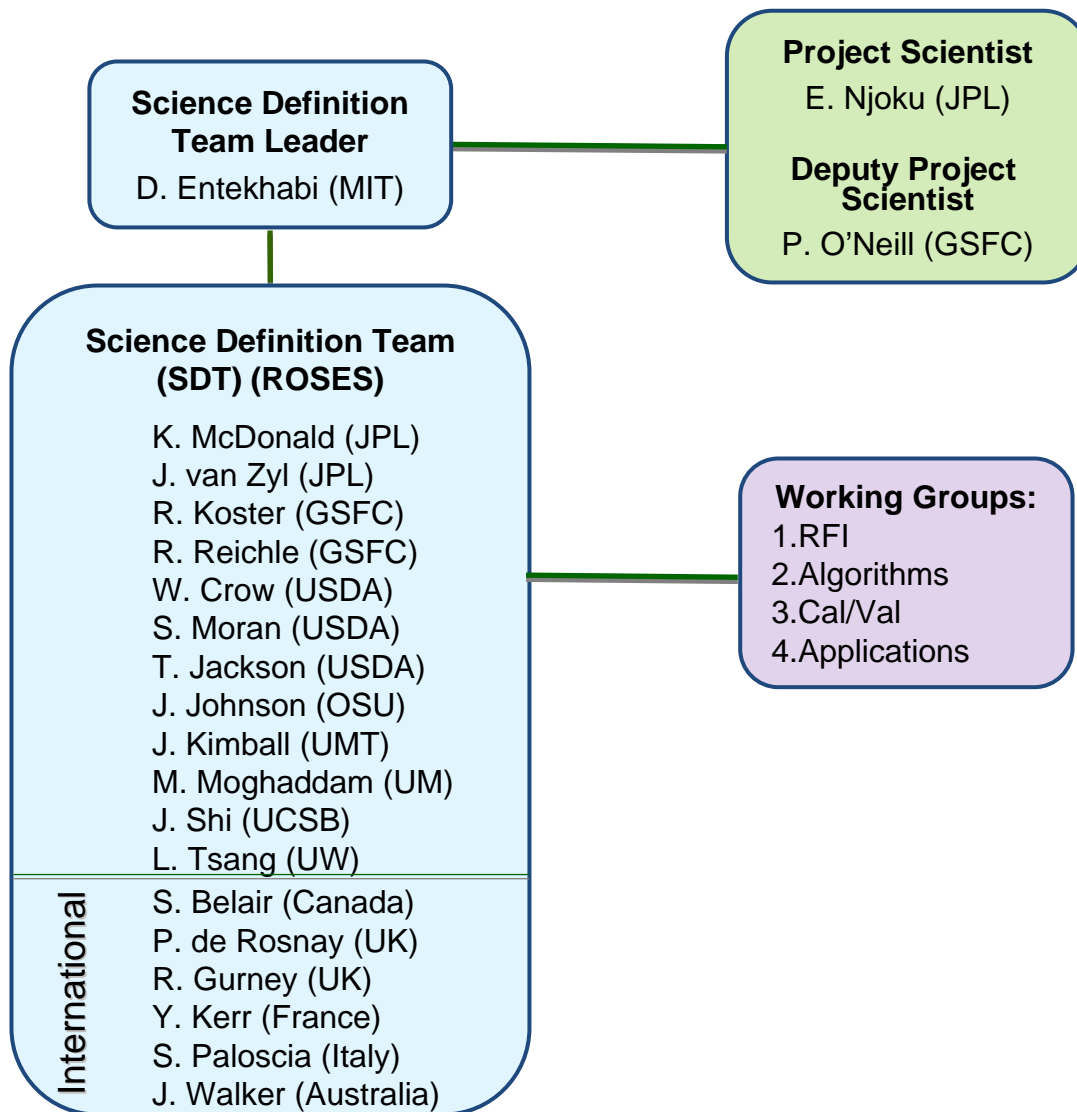 Science Definition
Team Leader
D. Entekhabi (MIT)
Project Scientist
E. Njoku (JPL)
Deputy Project
Scientist
P. O’Neill (GSFC)
Science Definition Team
(SDT) (ROSES)
K. McDonald (JPL)
J. van Zyl (JPL)
R. Koster (GSFC)
R. Reichle (GSFC)
W. Crow (USDA)
S. Moran (USDA)
T. Jackson (USDA)
J. Johnson (OSU)
J. Kimball (UMT)
M. Moghaddam (UM)
J. Shi (UCSB)
L. Tsang (UW)
International
S. Belair (Canada)
P. de Rosnay (UK)
R. Gurney (UK)
Y. Kerr (France)
S. Paloscia (Italy)
J. Walker (Australia)
Working Groups:
1.RFI
2.Algorithms
3.Cal/Val
4.Applications